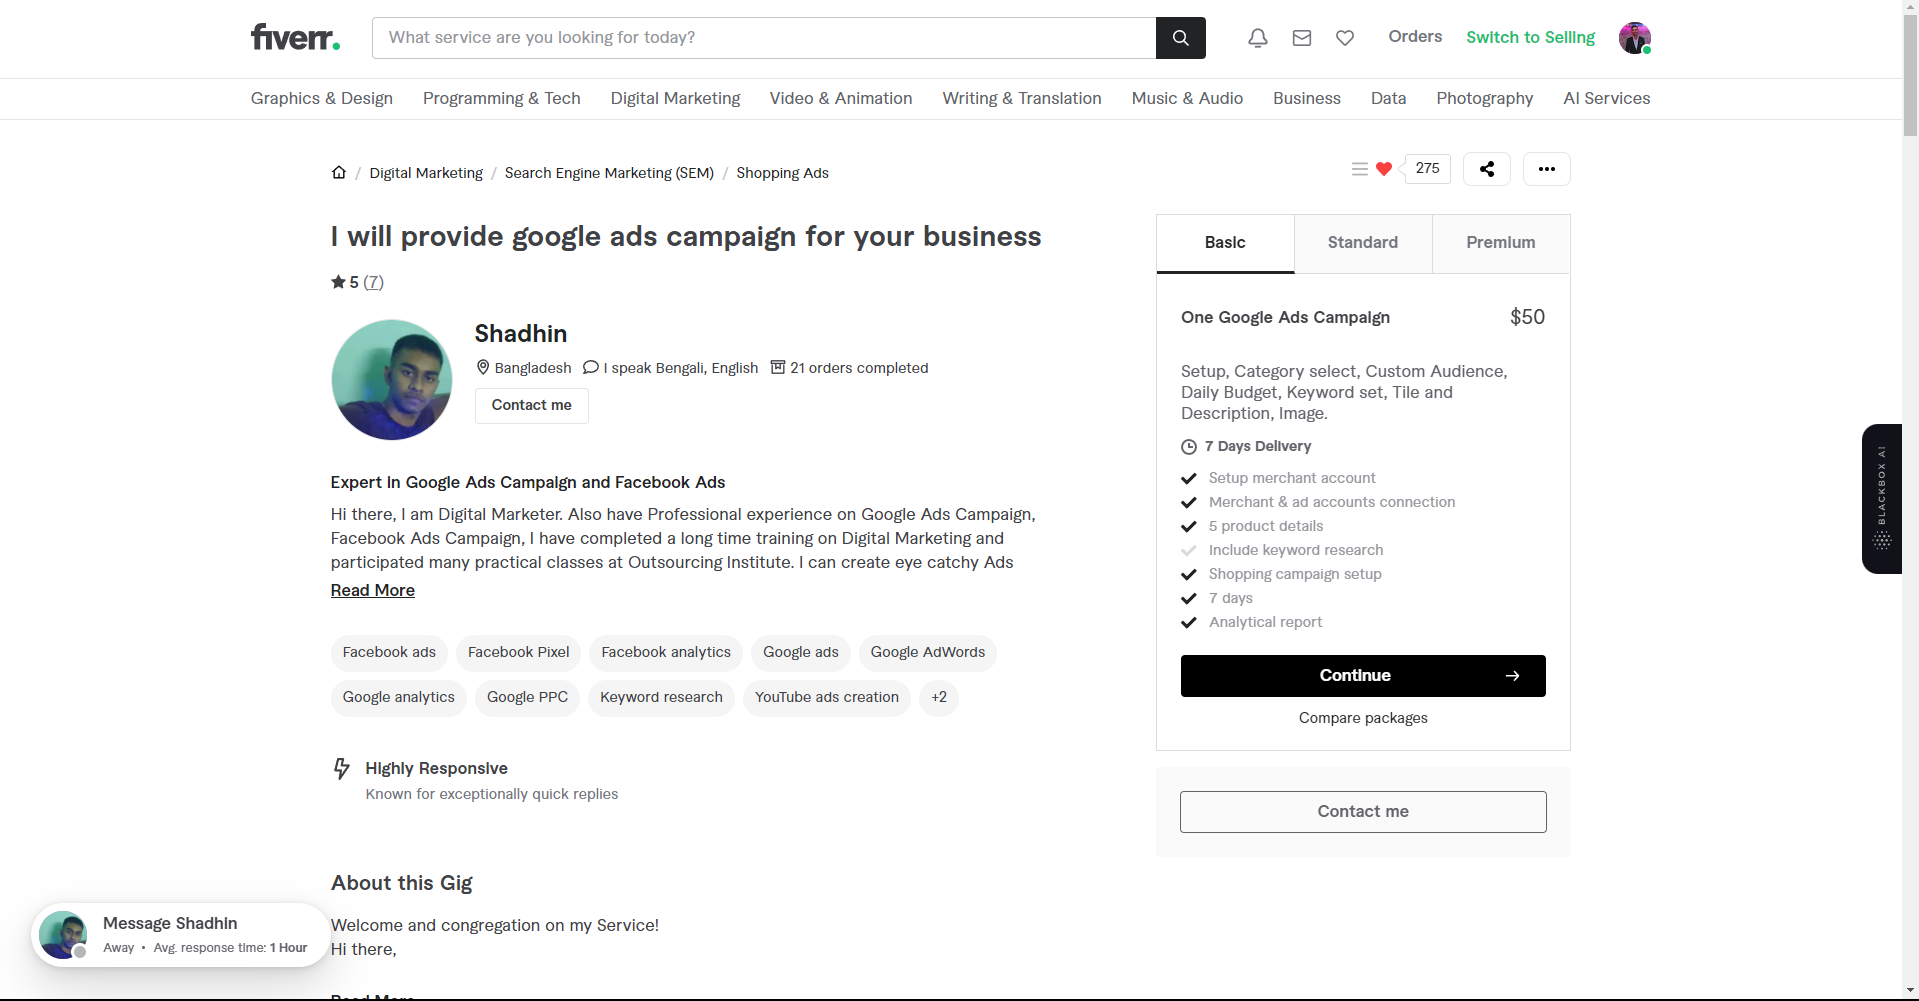 fiverr.
What service are you looking for today?
Orders
Switch to Selling
Graphics & Design
Programming & Tech
Digital Marketing
Video & Animation
Writing & Translation
Music & Audio
Business
Data
Photography
AI Services
/ Digital Marketing / Search Engine Marketing (SEM) / Shopping Ads
275
I will provide google ads campaign for your business
5 (7)
Shadhin
Bangladesh
I speak Bengali, English
21 orders completed
Contact me
Expert in Google Ads Campaign and Facebook Ads
Hi there, I am Digital Marketer. Also have Professional experience on Google Ads Campaign,
Facebook Ads Campaign, I have completed a long time training on Digital Marketing and
participated many practical classes at Outsourcing Institute. I can create eye catchy Ads
Read More
Facebook ads
Facebook Pixel
Facebook analytics
Google ads
Google AdWords
Google analytics
Google PPC
Keyword research
YouTube ads creation
+2
Highly Responsive
Known for exceptionally quick replies
About this Gig
Welcome and congregation on my Service!
Hi there,
Read More
Basic
Standard
Premium
One Google Ads Campaign
$50
Setup, Category select, Custom Audience,
Daily Budget, Keyword set, Tile and
Description, Image.
7 Days Delivery
Setup merchant account
Merchant & ad accounts connection
5 product details
Include keyword research
Shopping campaign setup
7 days
Analytical report
Continue
Compare packages
Contact me
BLACKBOX AI
Message Shadhin
Away • Avg. response time: 1 Hour